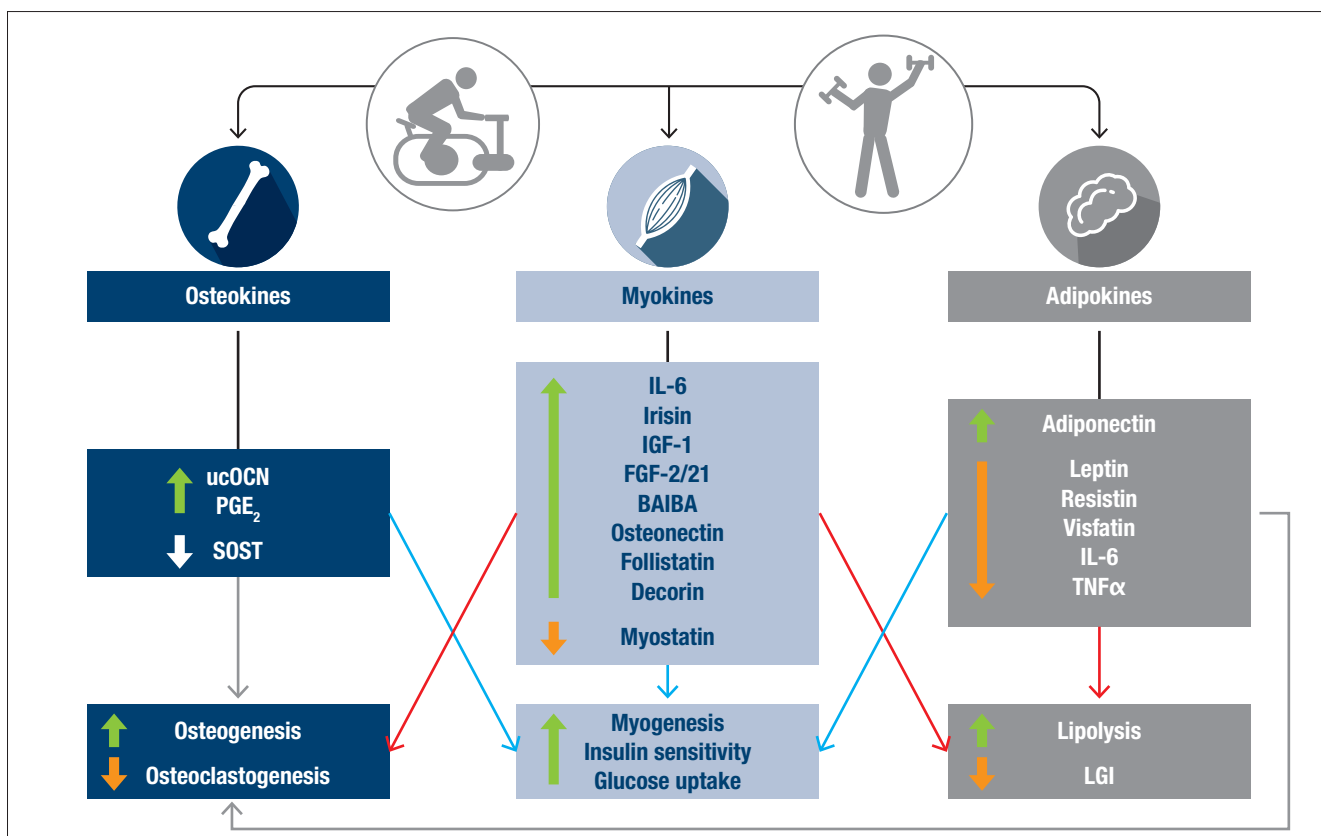 Osteokines
Myokines
Adipokines
ucOCN
PGE₂
SOST
IL-6
Irisin
IGF-1
FGF-2/21
BAIBA
Osteonectin
Follistatin
Decorin
Myostatin
Adiponectin
Leptin
Resistin
Visfatin
IL-6
TNFα
Osteogenesis
Osteoclastogenesis
Myogenesis
Insulin sensitivity
Glucose uptake
Lipolysis
LGI